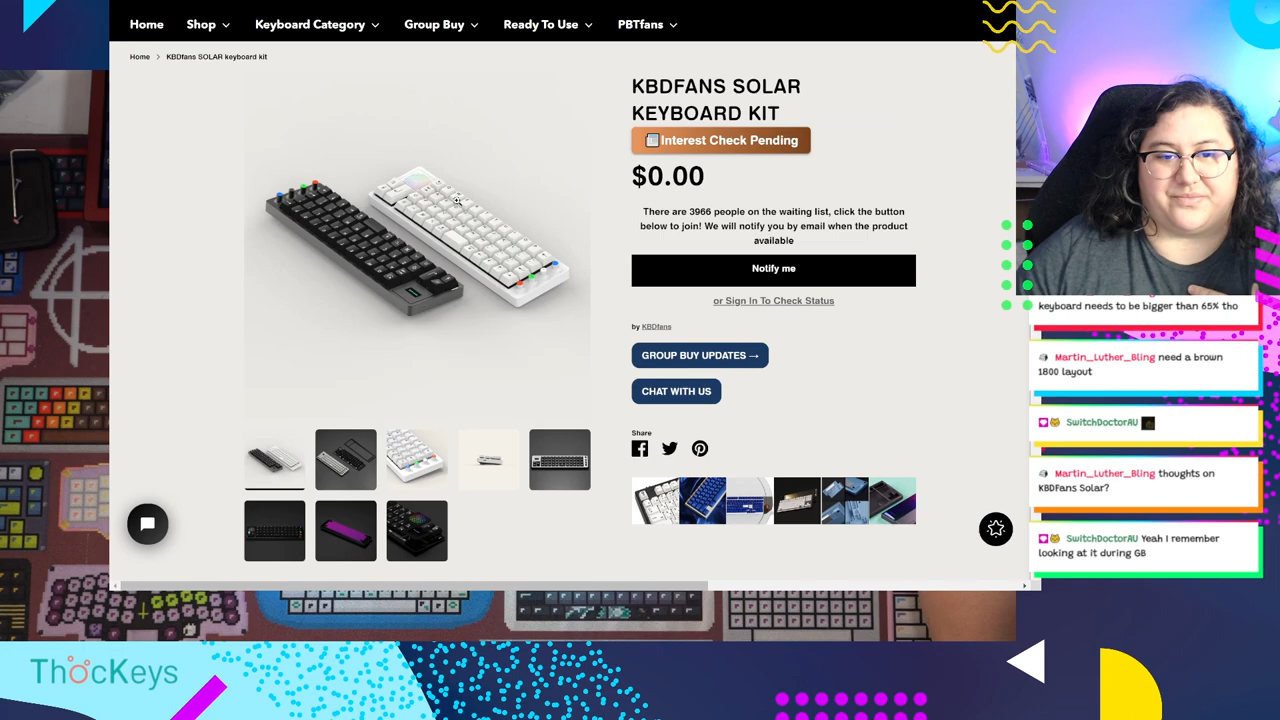 Home
Shop
Keyboard Category
Group Buy
Ready To Use
PBTfans
Home > KBDfans SOLAR keyboard kit
KBDFANS SOLAR
KEYBOARD KIT
Interest Check Pending
$0.00
There are 3966 people on the waiting list, click the button
below to join! We will notify you by email when the product
available
Notify me
or Sign In To Check Status
by KBDfans
GROUP BUY UPDATES →
CHAT WITH US
Share
keyboard needs to be bigger than 65% tho
Martin_Luther_Bling need a brown
1800 layout
SwitchDoctorAU
Martin_Luther_Bling thoughts on
KBDFans Solar?
SwitchDoctorAU Yeah I remember
looking at it during GB
ThocKeys